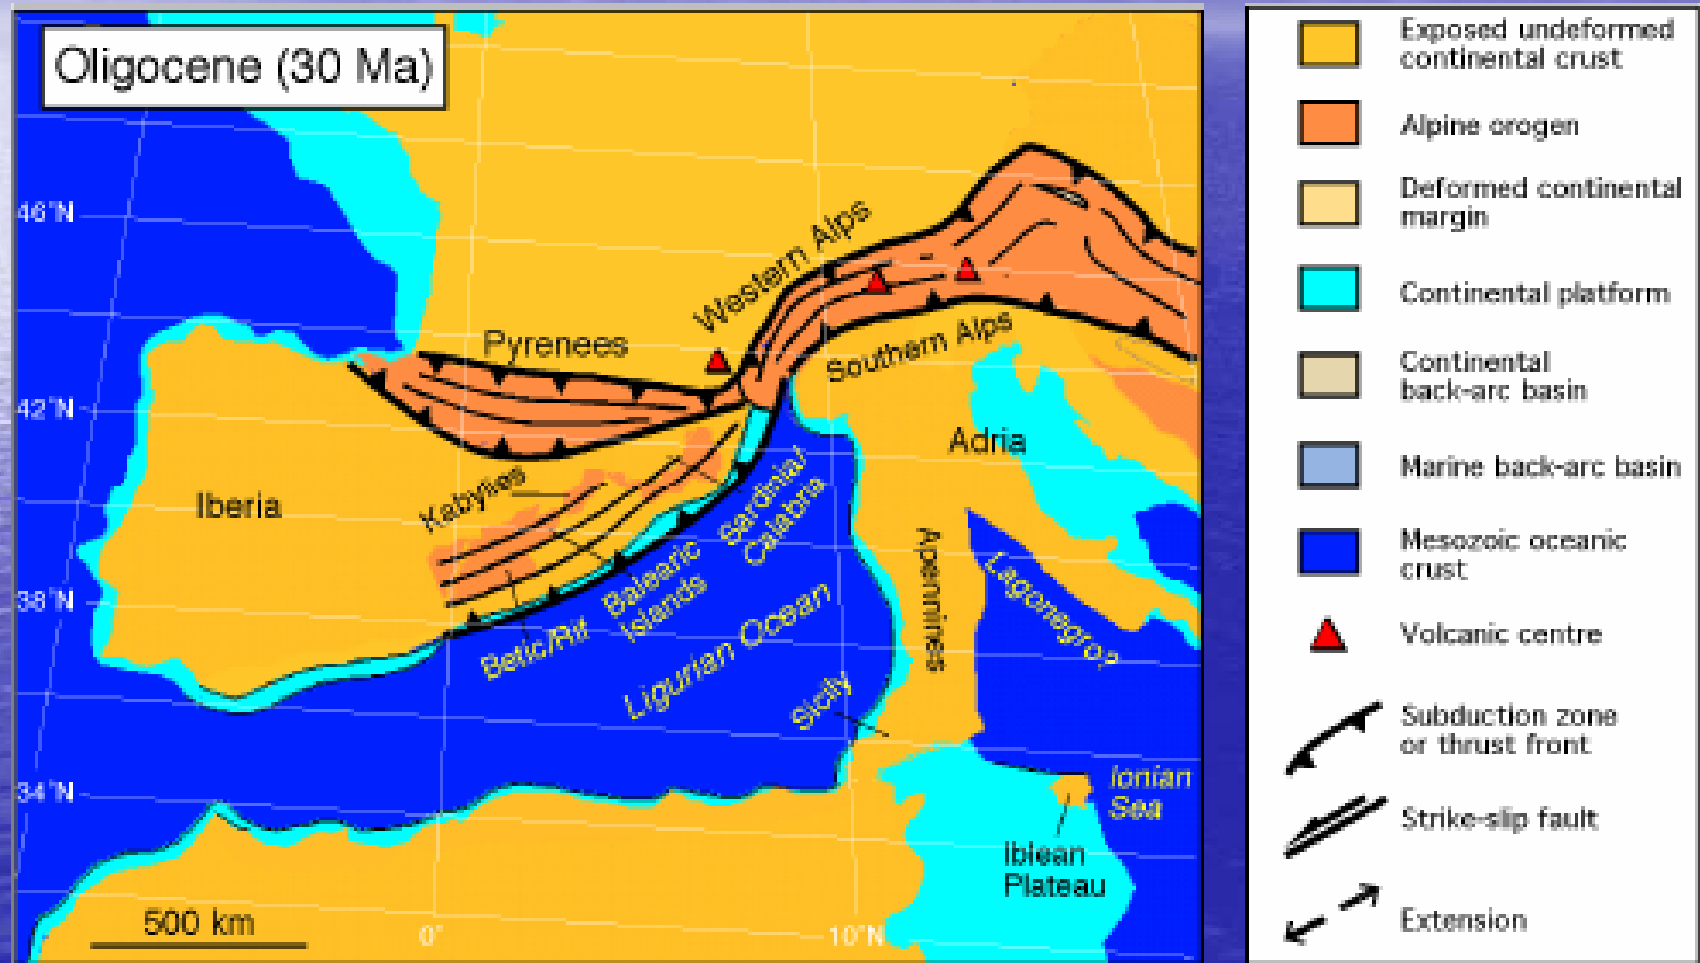 Oligocene (30 Ma)
46°N
42°N
38°N
34°N
Western Alps
Pyrenees
Southern Alps
Adria
Iberia
Kabylies
Sardinia/
Calabria
Balearic
Islands
Betic/Rif
Ligurian Ocean
Apennines
Lagonegro?
Sicily
Ionian
Sea
Iblean
Plateau
500 km
0°
10°N
Exposed undeformed
continental crust
Alpine orogen
Deformed continental
margin
Continental platform
Continental
back-arc basin
Marine back-arc basin
Mesozoic oceanic
crust
Volcanic centre
Subduction zone
or thrust front
Strike-slip fault
Extension